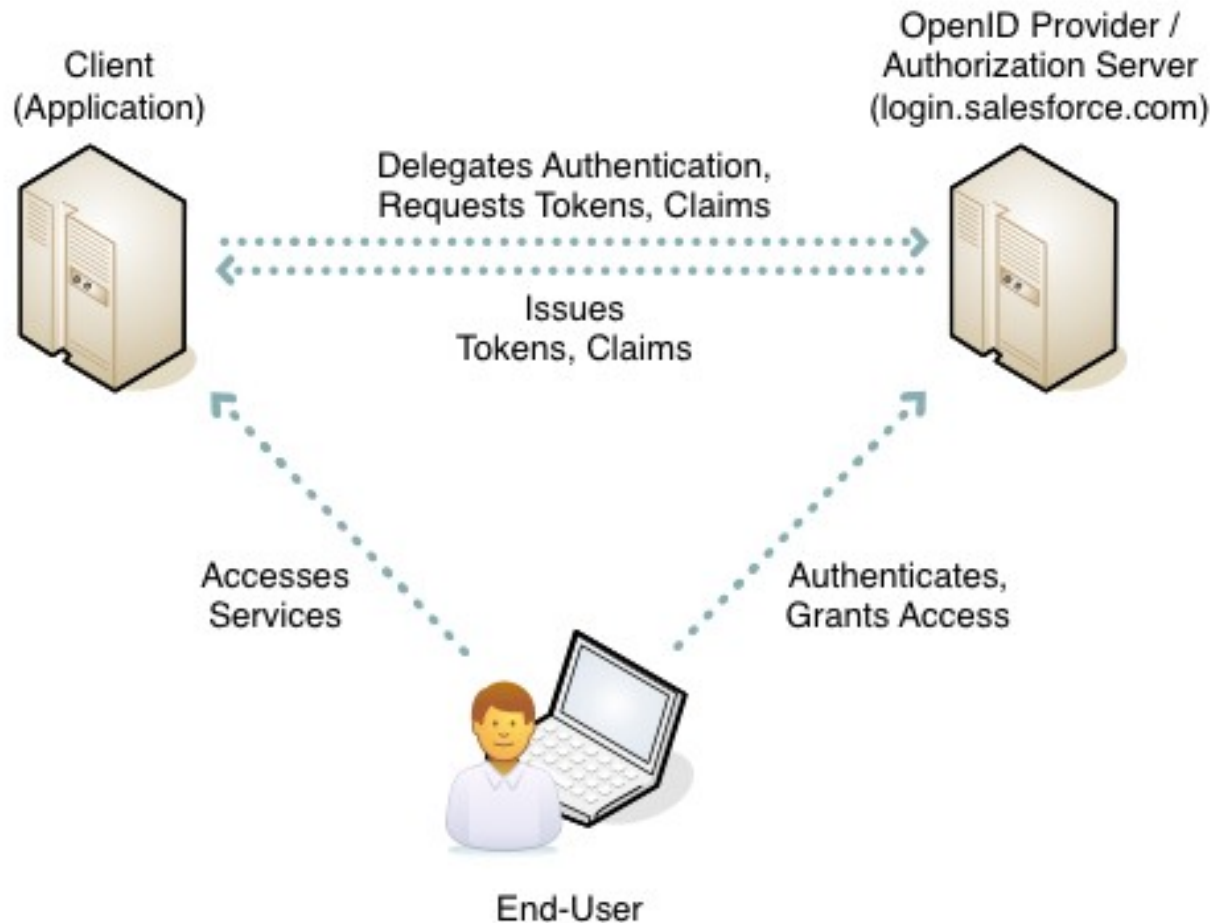 Client
(Application)
OpenID Provider /
Authorization Server
(login.salesforce.com)
Delegates Authentication,
Requests Tokens, Claims
Issues
Tokens, Claims
Accesses
Services
Authenticates,
Grants Access
End-User